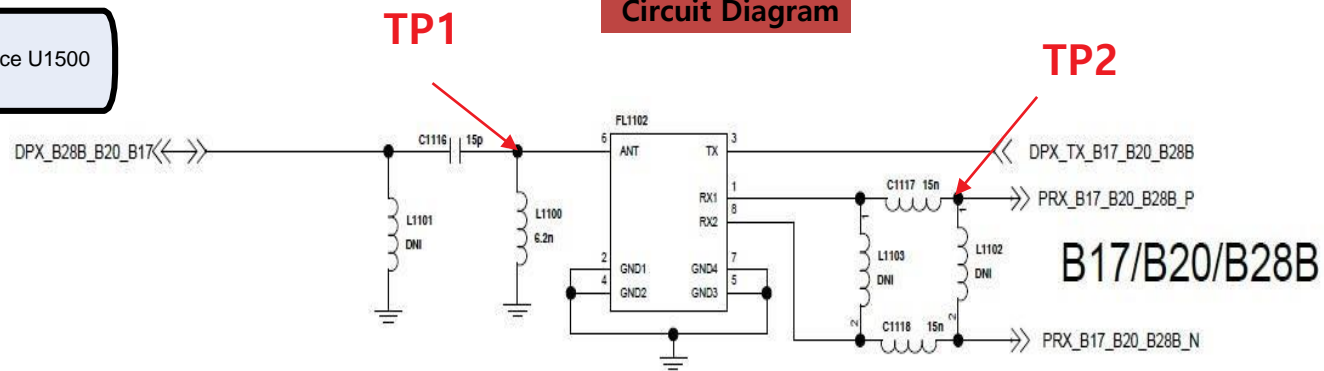 Circuit Diagram
TP1
TP2
ce U1500
FL1102
DPX_B28B_B20_B17
C1116 15p
6 ANT
TX 3
DPX_TX_B17_B20_B28B
RX1 1
C1117 15n
PRX_B17_B20_B28B_P
RX2 8
L1101
DNI
L1100
6.2n
1
1
L1103
DNI
L1102
DNI
B17/B20/B28B
2 GND1
GND4 7
4 GND2
GND3 5
2
2
C1118 15n
PRX_B17_B20_B28B_N